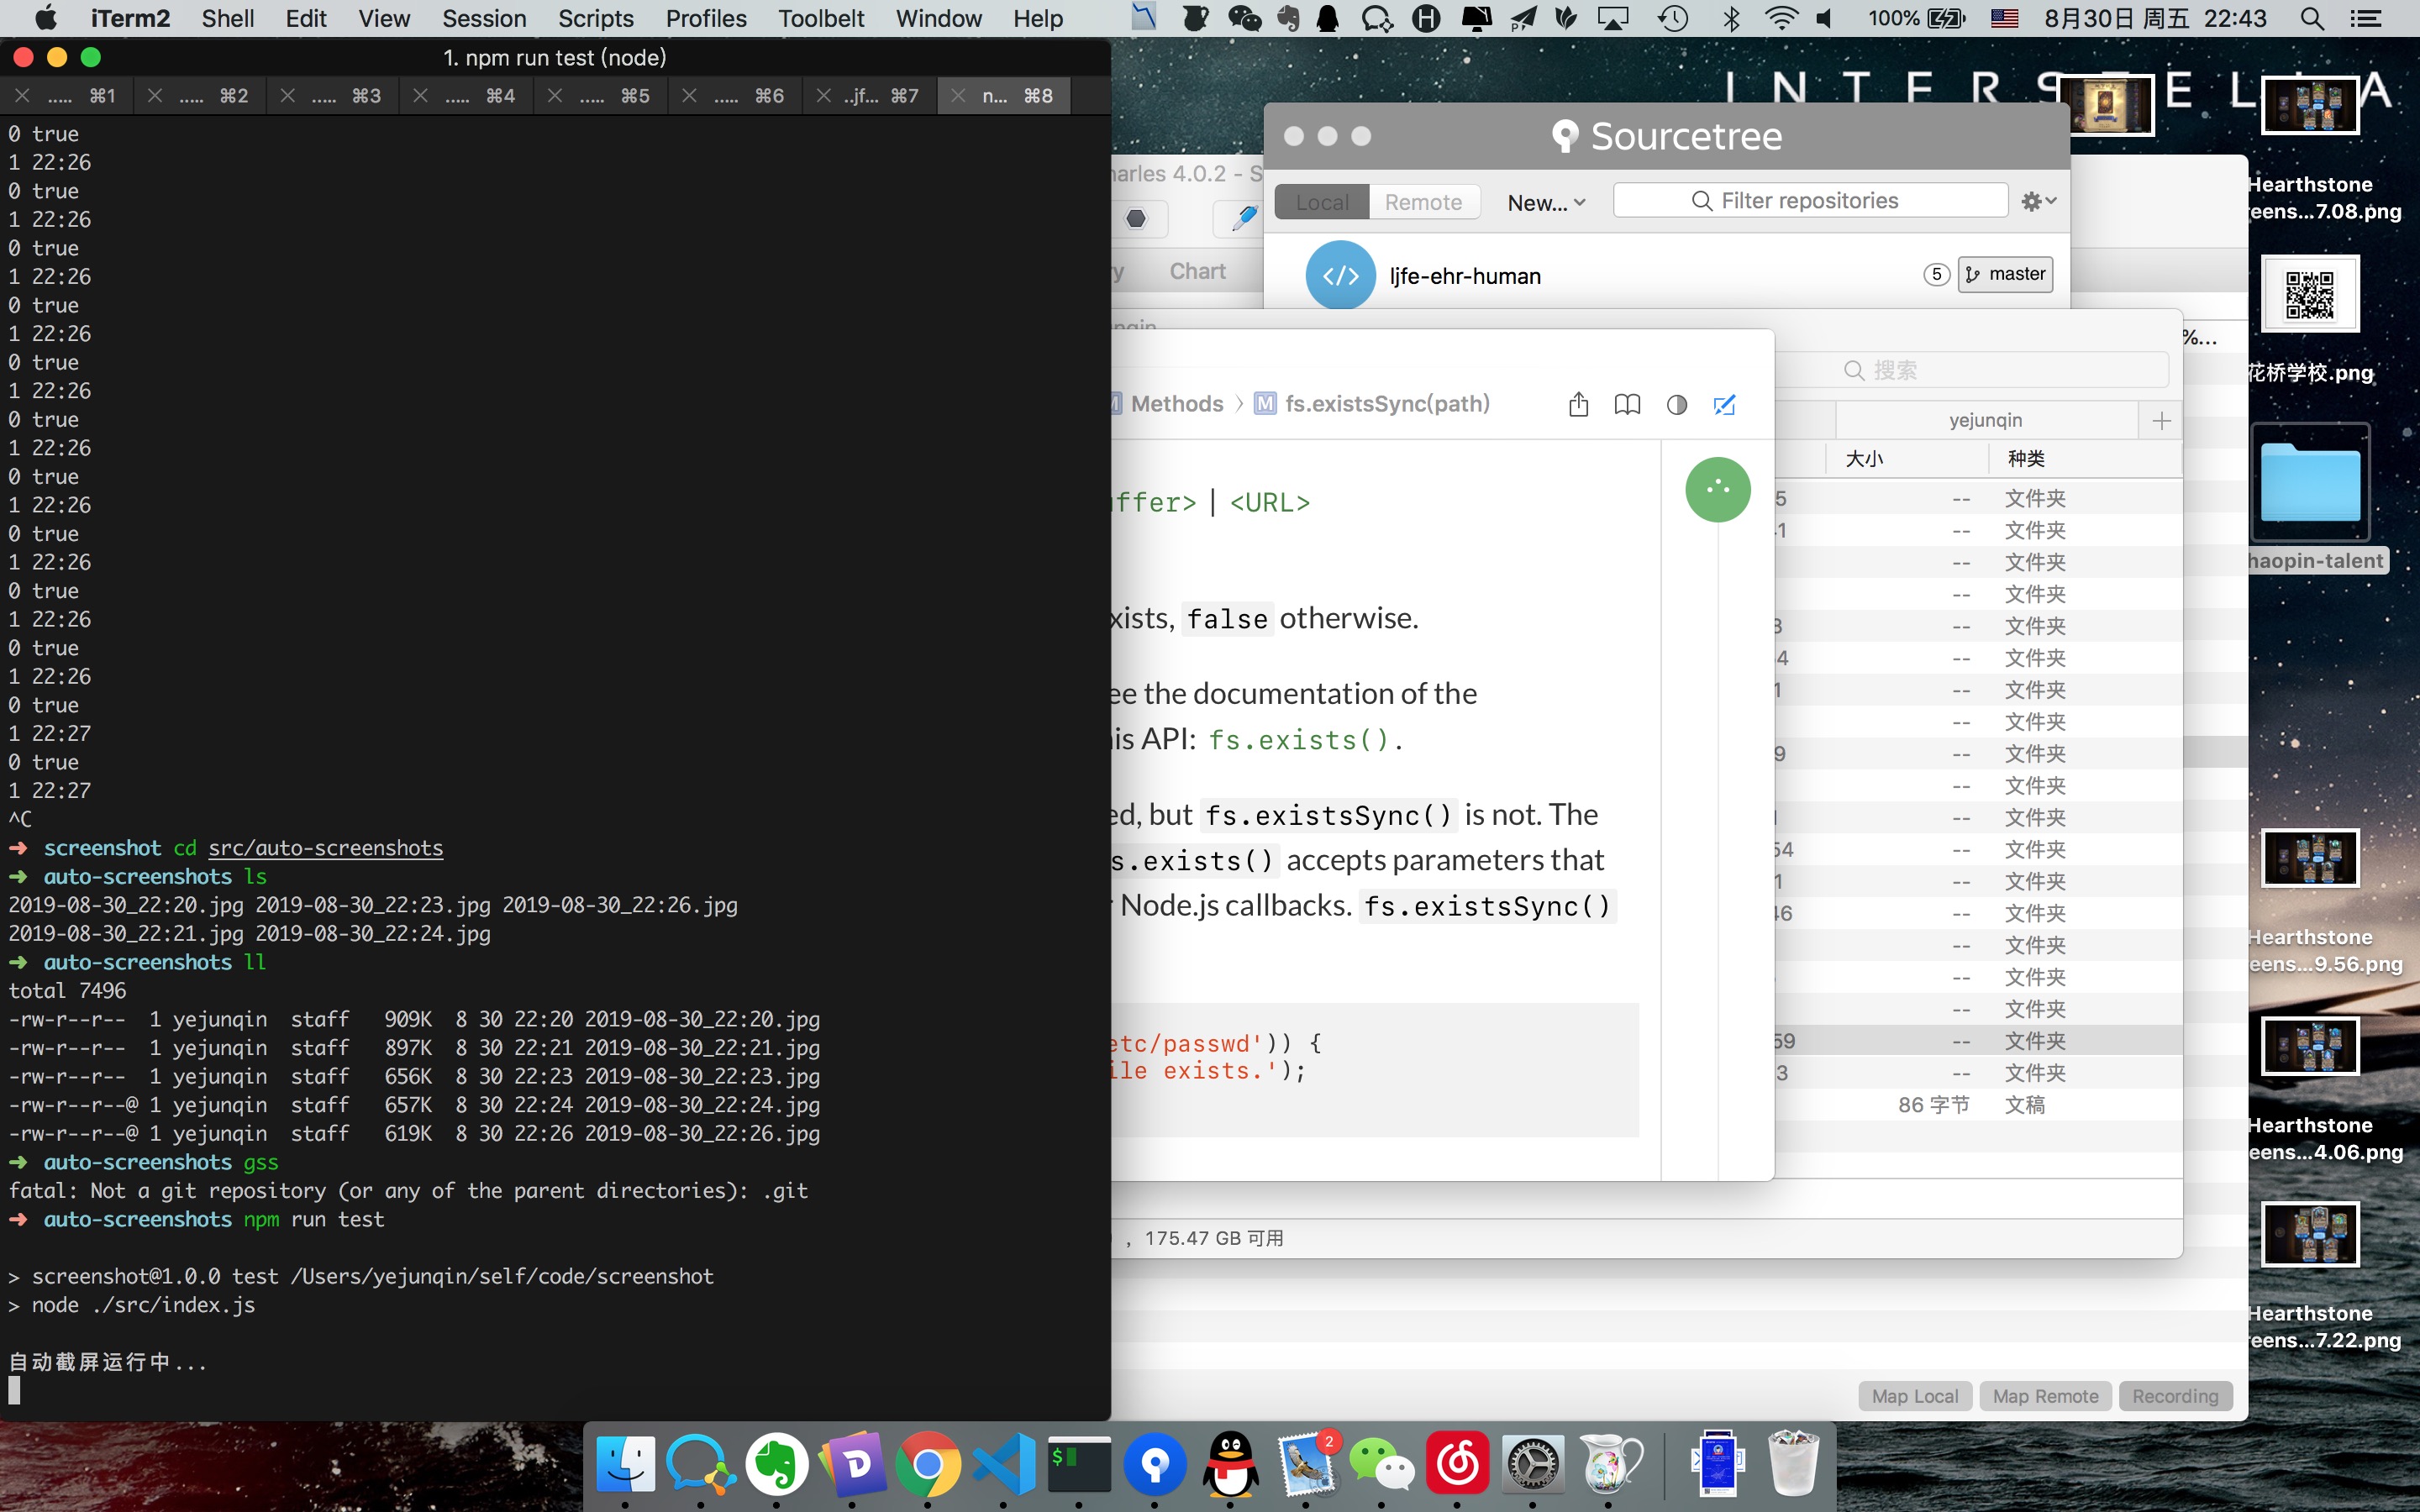 iTerm2 Shell Edit View Session Scripts Profiles Toolbelt Window Help 100% 8月30日 周五 22:43
1. npm run test (node)
..... ⌘1 ..... ⌘2 ..... ⌘3 ..... ⌘4 ..... ⌘5 ..... ⌘6 ..jf... ⌘7 n... ⌘8
0 true
1 22:26
0 true
1 22:26
0 true
1 22:26
0 true
1 22:26
0 true
1 22:26
0 true
1 22:26
0 true
1 22:26
0 true
1 22:26
0 true
1 22:26
0 true
1 22:26
0 true
1 22:27
0 true
1 22:27
^C
➜ screenshot cd src/auto-screenshots
➜ auto-screenshots ls
2019-08-30_22:20.jpg 2019-08-30_22:23.jpg 2019-08-30_22:26.jpg
2019-08-30_22:21.jpg 2019-08-30_22:24.jpg
➜ auto-screenshots ll
total 7496
-rw-r--r-- 1 yejunqin staff 909K 8 30 22:20 2019-08-30_22:20.jpg
-rw-r--r-- 1 yejunqin staff 897K 8 30 22:21 2019-08-30_22:21.jpg
-rw-r--r-- 1 yejunqin staff 656K 8 30 22:23 2019-08-30_22:23.jpg
-rw-r--r--@ 1 yejunqin staff 657K 8 30 22:24 2019-08-30_22:24.jpg
-rw-r--r--@ 1 yejunqin staff 619K 8 30 22:26 2019-08-30_22:26.jpg
➜ auto-screenshots gss
fatal: Not a git repository (or any of the parent directories): .git
➜ auto-screenshots npm run test
> screenshot@1.0.0 test /Users/yejunqin/self/code/screenshot
> node ./src/index.js
自动截屏运行中...
arles 4.0.2 - S
Chart
Sourcetree
Local Remote New... Filter repositories
ljfe-ehr-human 5 master
Methods › M fs.existsSync(path)
ffer> | <URL>
xists, false otherwise.
ee the documentation of the
is API: fs.exists().
ed, but fs.existsSync() is not. The
s.exists() accepts parameters that
Node.js callbacks. fs.existsSync()
etc/passwd')) {
ile exists.');
%...
搜索
yejunqin
大小 种类
5 -- 文件夹
1 -- 文件夹
-- 文件夹
-- 文件夹
3 -- 文件夹
4 -- 文件夹
1 -- 文件夹
-- 文件夹
9 -- 文件夹
-- 文件夹
-- 文件夹
54 -- 文件夹
1 -- 文件夹
46 -- 文件夹
-- 文件夹
-- 文件夹
-- 文件夹
59 -- 文件夹
3 -- 文件夹
86 字节 文稿
, 175.47 GB 可用
Map Local Map Remote Recording
INTERSTELLA
Hearthstone
eens...7.08.png
花桥学校.png
haopin-talent
Hearthstone
eens...9.56.png
Hearthstone
eens...4.06.png
Hearthstone
eens...7.22.png
2